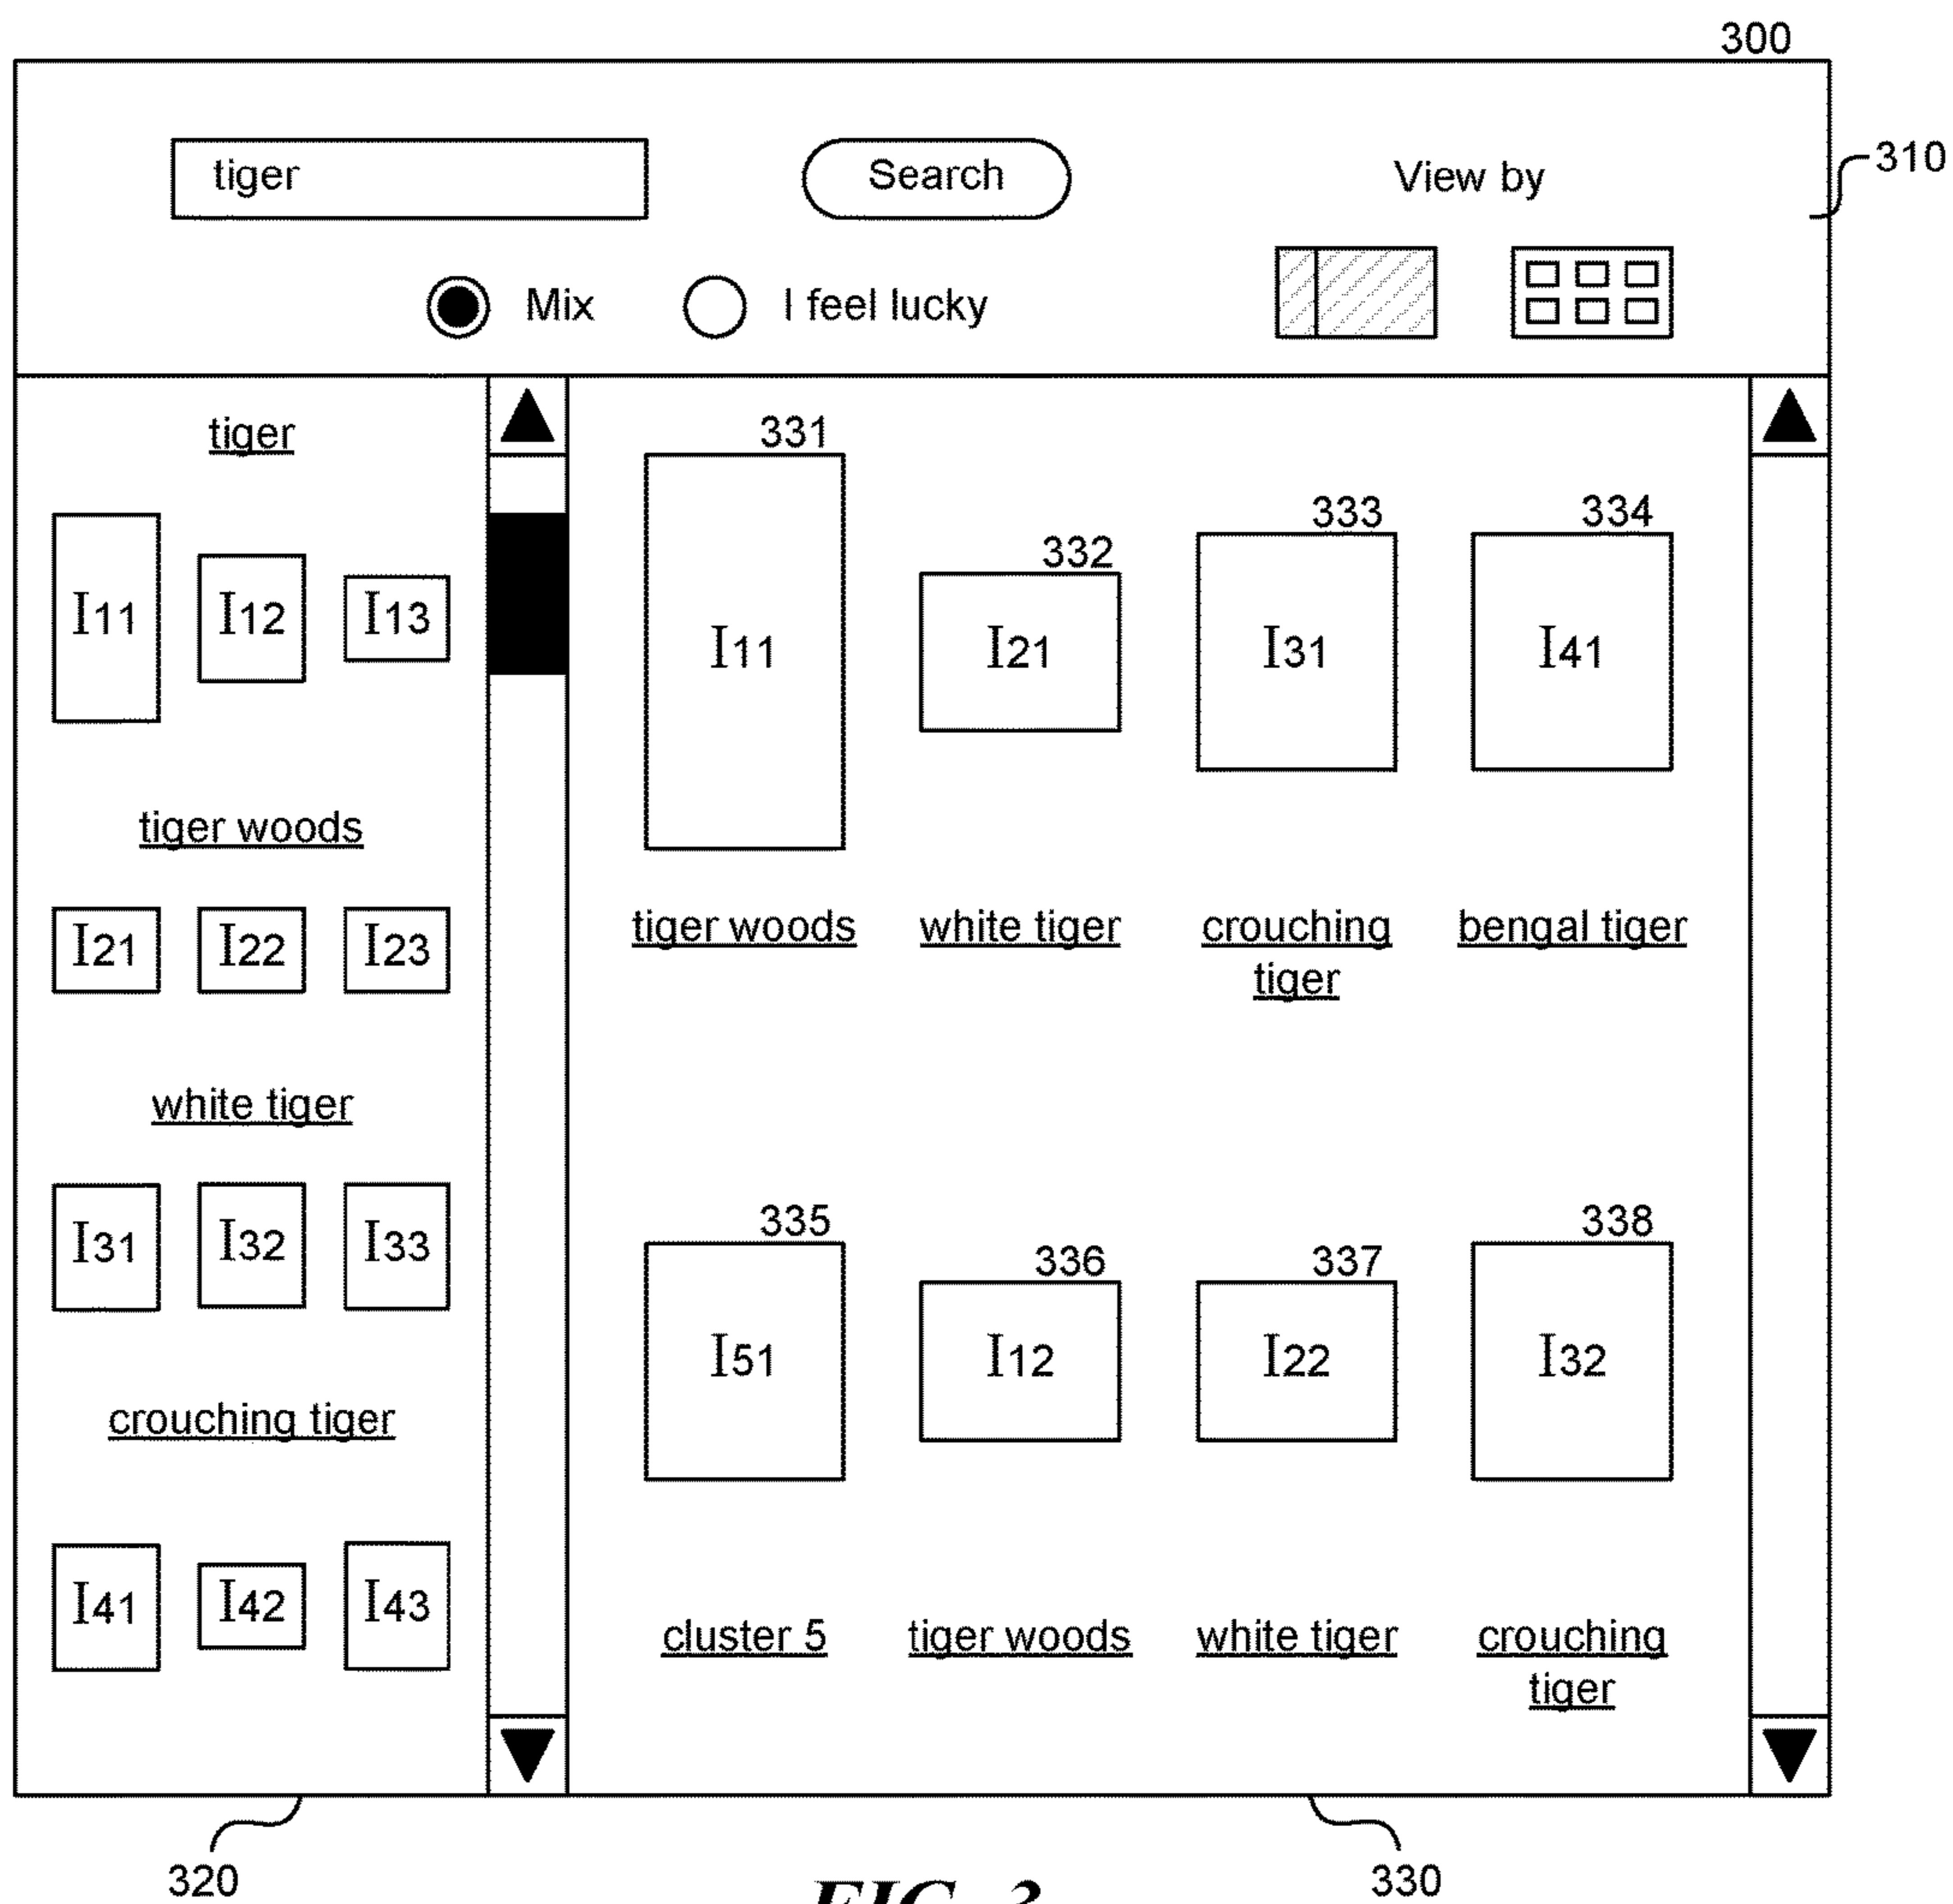 300
310
tiger
Search
View by
Mix
I feel lucky
tiger
I11 I12 I13
tiger woods
I21 I22 I23
white tiger
I31 I32 I33
crouching tiger
I41 I42 I43
331 332 333 334
I11 I21 I31 I41
tiger woods white tiger crouching bengal tiger
tiger
335 336 337 338
I51 I12 I22 I32
cluster 5 tiger woods white tiger crouching
tiger
320
330
FIG. 3